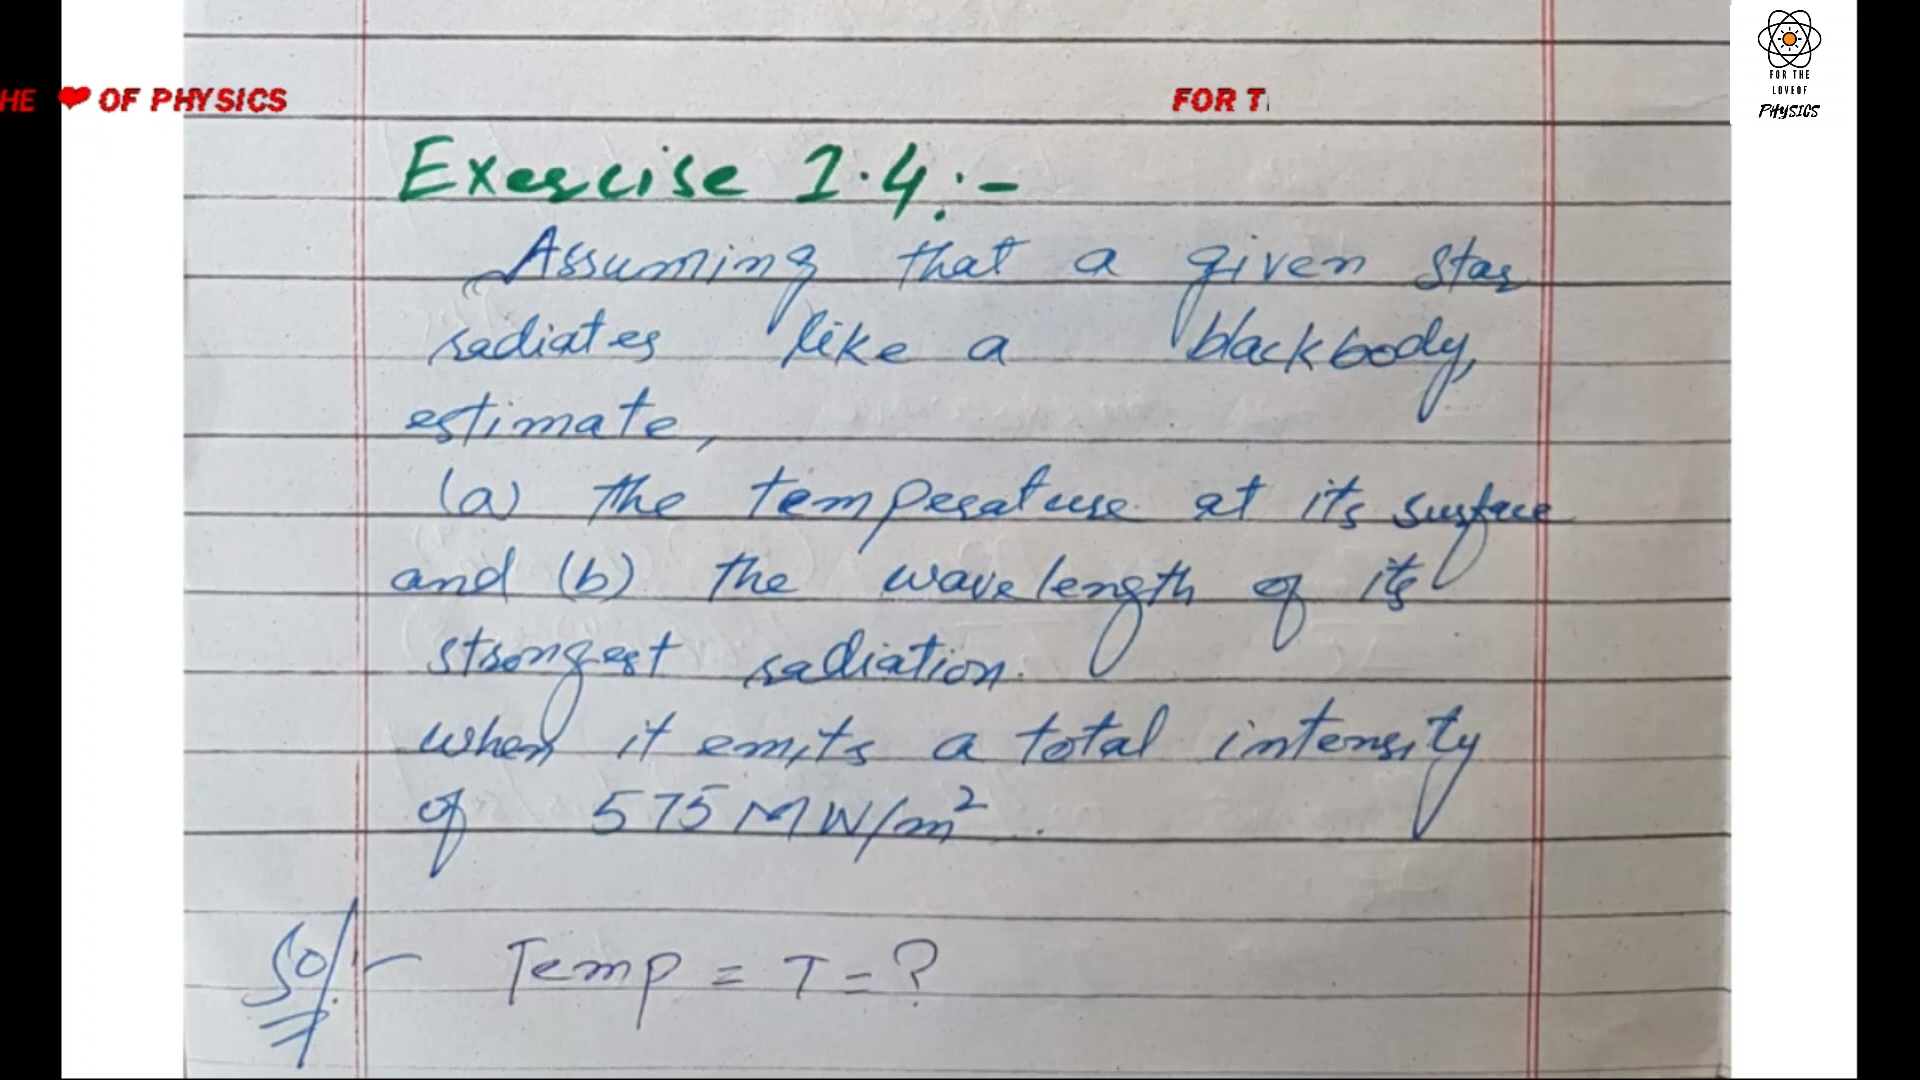 HE ❤ OF PHYSICS
FOR T
FOR THE
LOVE OF
PHYSICS
Exercise 1.4:-
Assuming that a given star
radiates like a blackbody,
estimate,
(a) the temperature at its surface
and (b) the wavelength of its
strongest radiation.
when it emits a total intensity
of 575 MW/m².
Sol:- Temp = T = ?